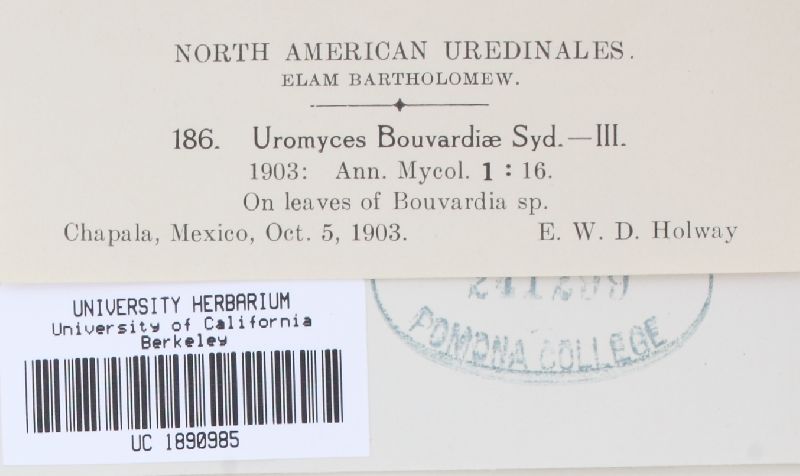 NORTH AMERICAN UREDINALES.
ELAM BARTHOLOMEW.
186. Uromyces Bouvardiæ Syd.—III.
1903: Ann. Mycol. 1 : 16.
On leaves of Bouvardia sp.
Chapala, Mexico, Oct. 5, 1903. E. W. D. Holway
UNIVERSITY HERBARIUM
University of California
Berkeley
UC 1890985
POMONA COLLEGE